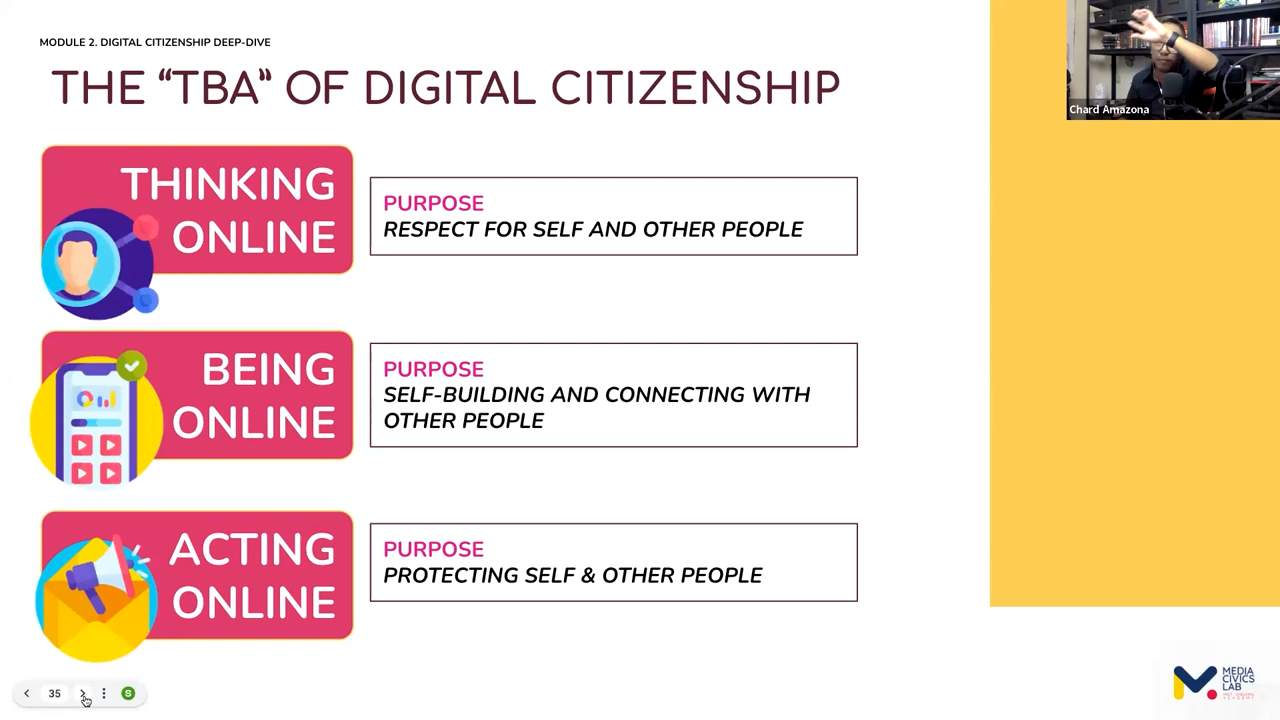 MODULE 2. DIGITAL CITIZENSHIP DEEP-DIVE
THE “TBA” OF DIGITAL CITIZENSHIP
Chard Amazona
THINKING
ONLINE
PURPOSE
RESPECT FOR SELF AND OTHER PEOPLE
BEING
ONLINE
PURPOSE
SELF-BUILDING AND CONNECTING WITH
OTHER PEOPLE
ACTING
ONLINE
PURPOSE
PROTECTING SELF & OTHER PEOPLE
35
S
MEDIA
CIVICS
LAB